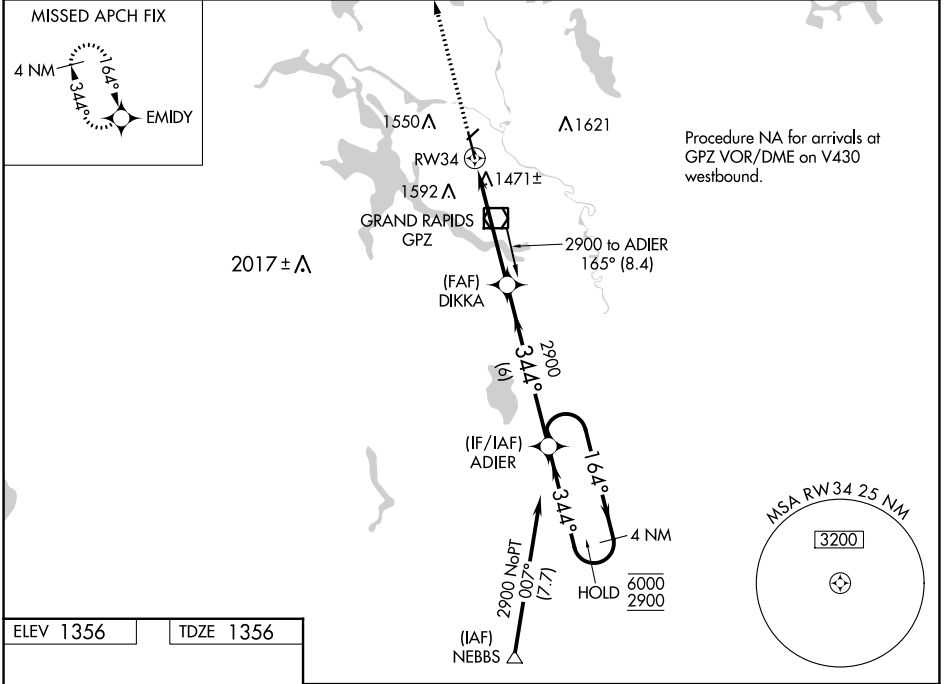 MISSED APCH FIX
4 NM
164°
344°
EMIDY
1550
1621
RW34
1471±
1592
GRAND RAPIDS
GPZ
Procedure NA for arrivals at
GPZ VOR/DME on V430
westbound.
2017±
2900 to ADIER
165° (8.4)
(FAF)
DIKKA
2900
344°
(6)
(IF/IAF)
ADIER
164°
344°
4 NM
HOLD
6000
2900
2900 NoPT
007°
(7.7)
(IAF)
NEBBS
MSA RW34 25 NM
3200
ELEV 1356
TDZE 1356